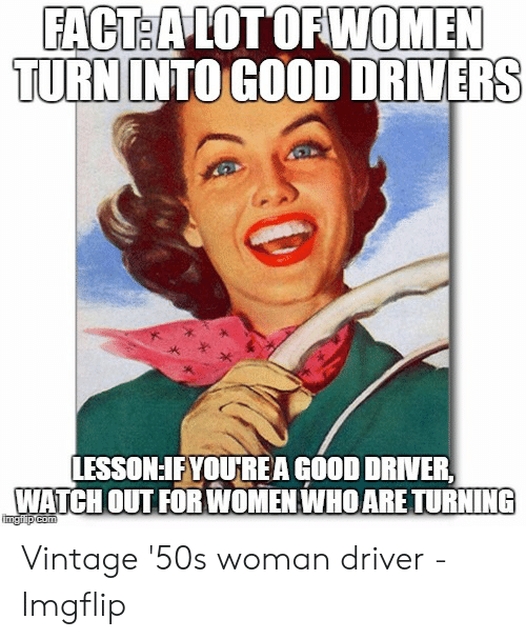 FACT: A LOT OF WOMEN
TURN INTO GOOD DRIVERS
LESSON:IF YOU'RE A GOOD DRIVER,
WATCH OUT FOR WOMEN WHO ARE TURNING
imgflip.com
Vintage '50s woman driver -
Imgflip